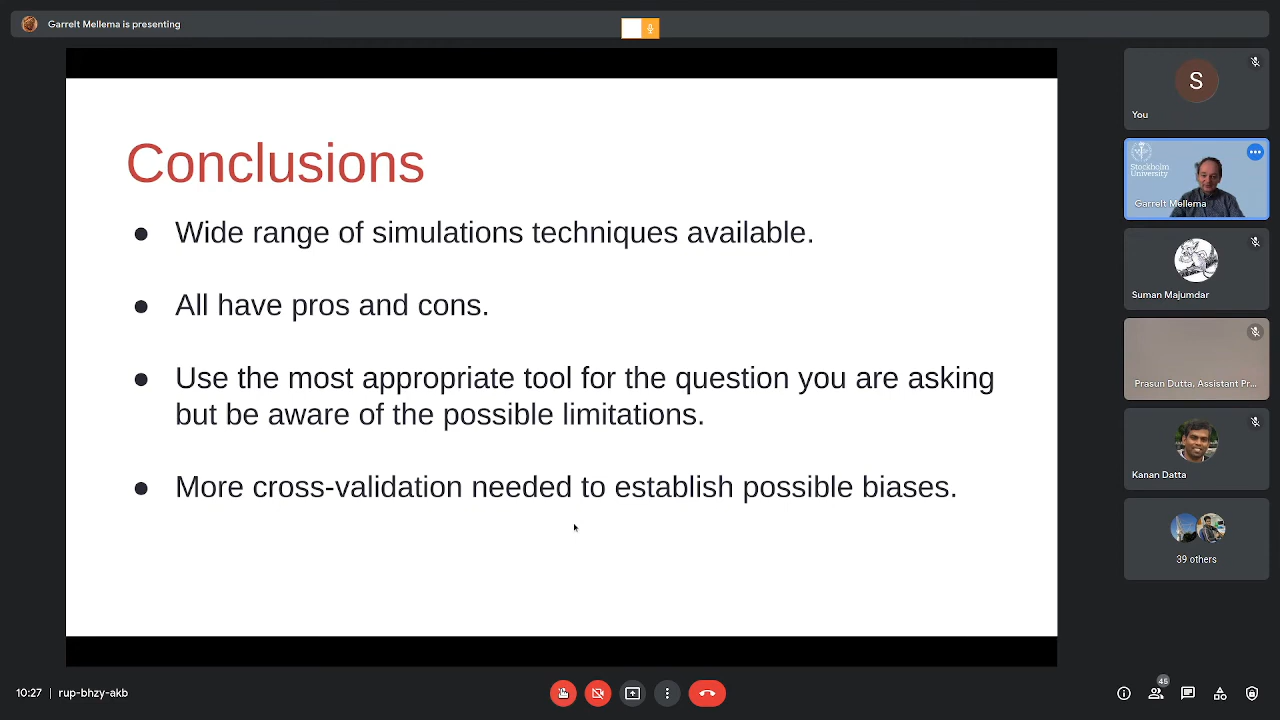 Garrelt Mellema is presenting
Conclusions
● Wide range of simulations techniques available.
● All have pros and cons.
● Use the most appropriate tool for the question you are asking
but be aware of the possible limitations.
● More cross-validation needed to establish possible biases.
S
You
Stockholm
University
Garrelt Mellema
Suman Majumdar
Prasun Dutta, Assistant Pr...
Kanan Datta
39 others
10:27 | rup-bhzy-akb
45